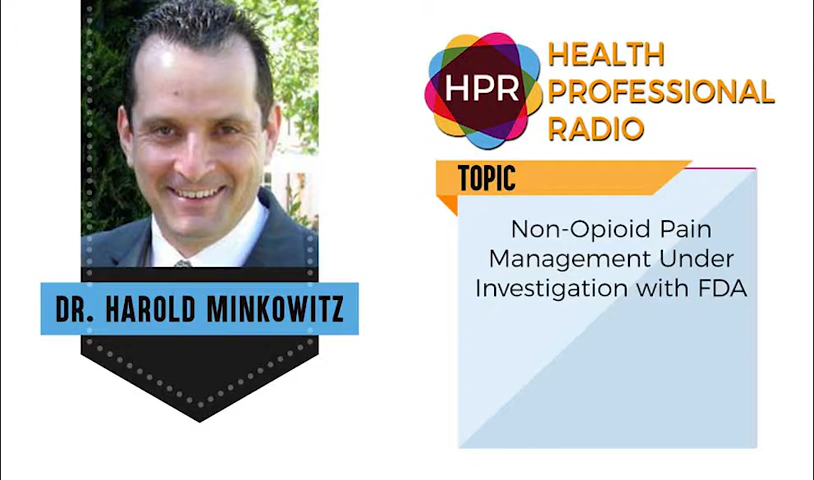 DR. HAROLD MINKOWITZ
HPR
HEALTH
PROFESSIONAL
RADIO
TOPIC
Non-Opioid Pain
Management Under
Investigation with FDA